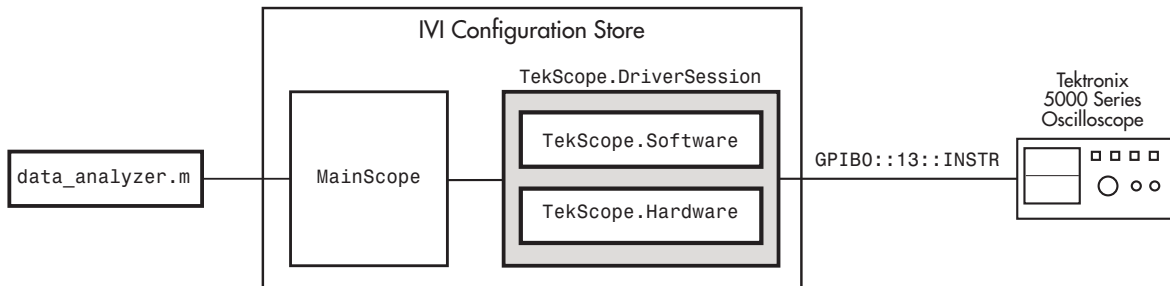 IVI Configuration Store
TekScope.DriverSession
Tektronix
5000 Series
Oscilloscope
data_analyzer.m
MainScope
TekScope.Software
TekScope.Hardware
GPIB0::13::INSTR